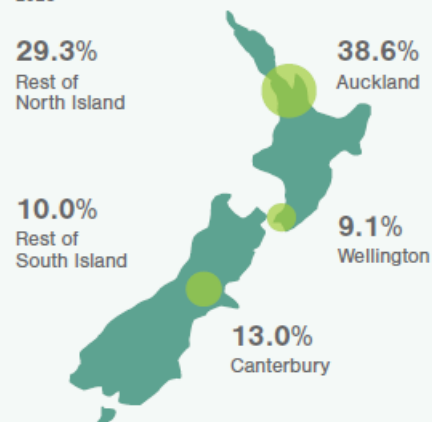 29.3%
Rest of
North Island
38.6%
Auckland
10.0%
Rest of
South Island
9.1%
Wellington
13.0%
Canterbury